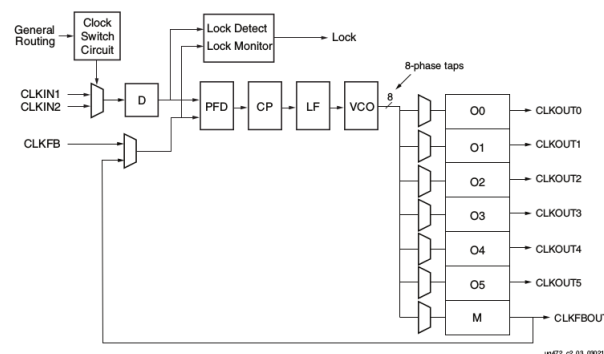 General
Routing
Clock
Switch
Circuit
Lock Detect
Lock Monitor
Lock
8-phase taps
8
CLKIN1
CLKIN2
D
PFD
CP
LF
VCO
CLKFB
O0
CLKOUT0
O1
CLKOUT1
O2
CLKOUT2
O3
CLKOUT3
O4
CLKOUT4
O5
CLKOUT5
M
CLKFBOUT